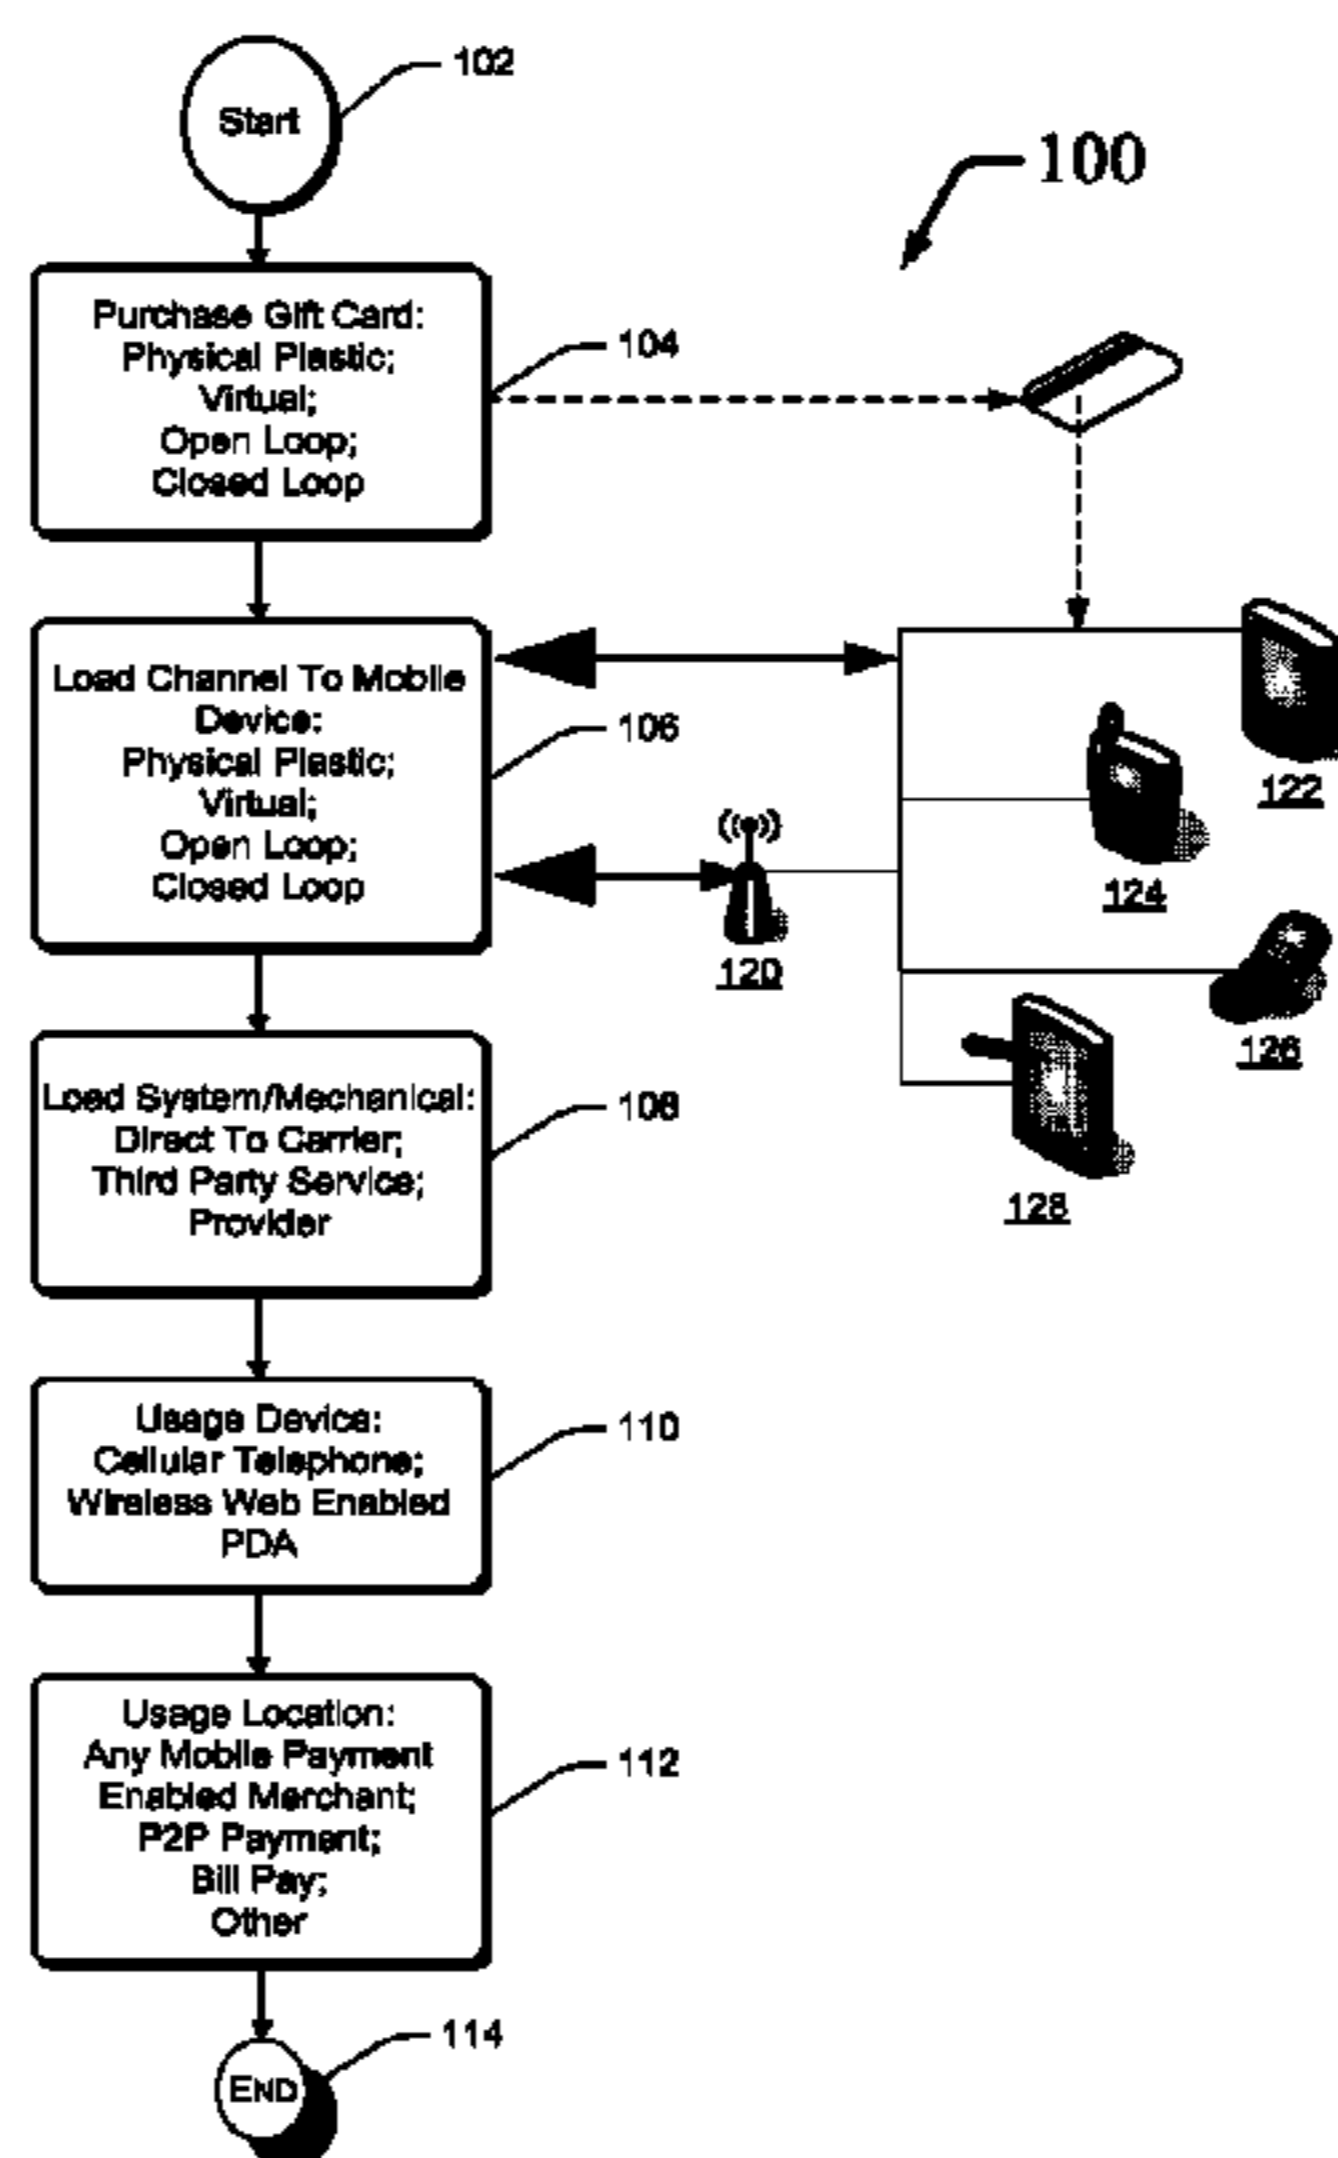 Start
102
100
Purchase Gift Card:
Physical Plastic;
Virtual;
Open Loop;
Closed Loop
104
Load Channel To Mobile
Device:
Physical Plastic;
Virtual;
Open Loop;
Closed Loop
106
120
122
124
126
128
Load System/Mechanical:
Direct To Carrier;
Third Party Service;
Provider
108
Usage Device:
Cellular Telephone;
Wireless Web Enabled
PDA
110
Usage Location:
Any Mobile Payment
Enabled Merchant;
P2P Payment;
Bill Pay;
Other
112
END
114